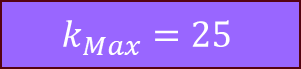 k_{Max} = 25